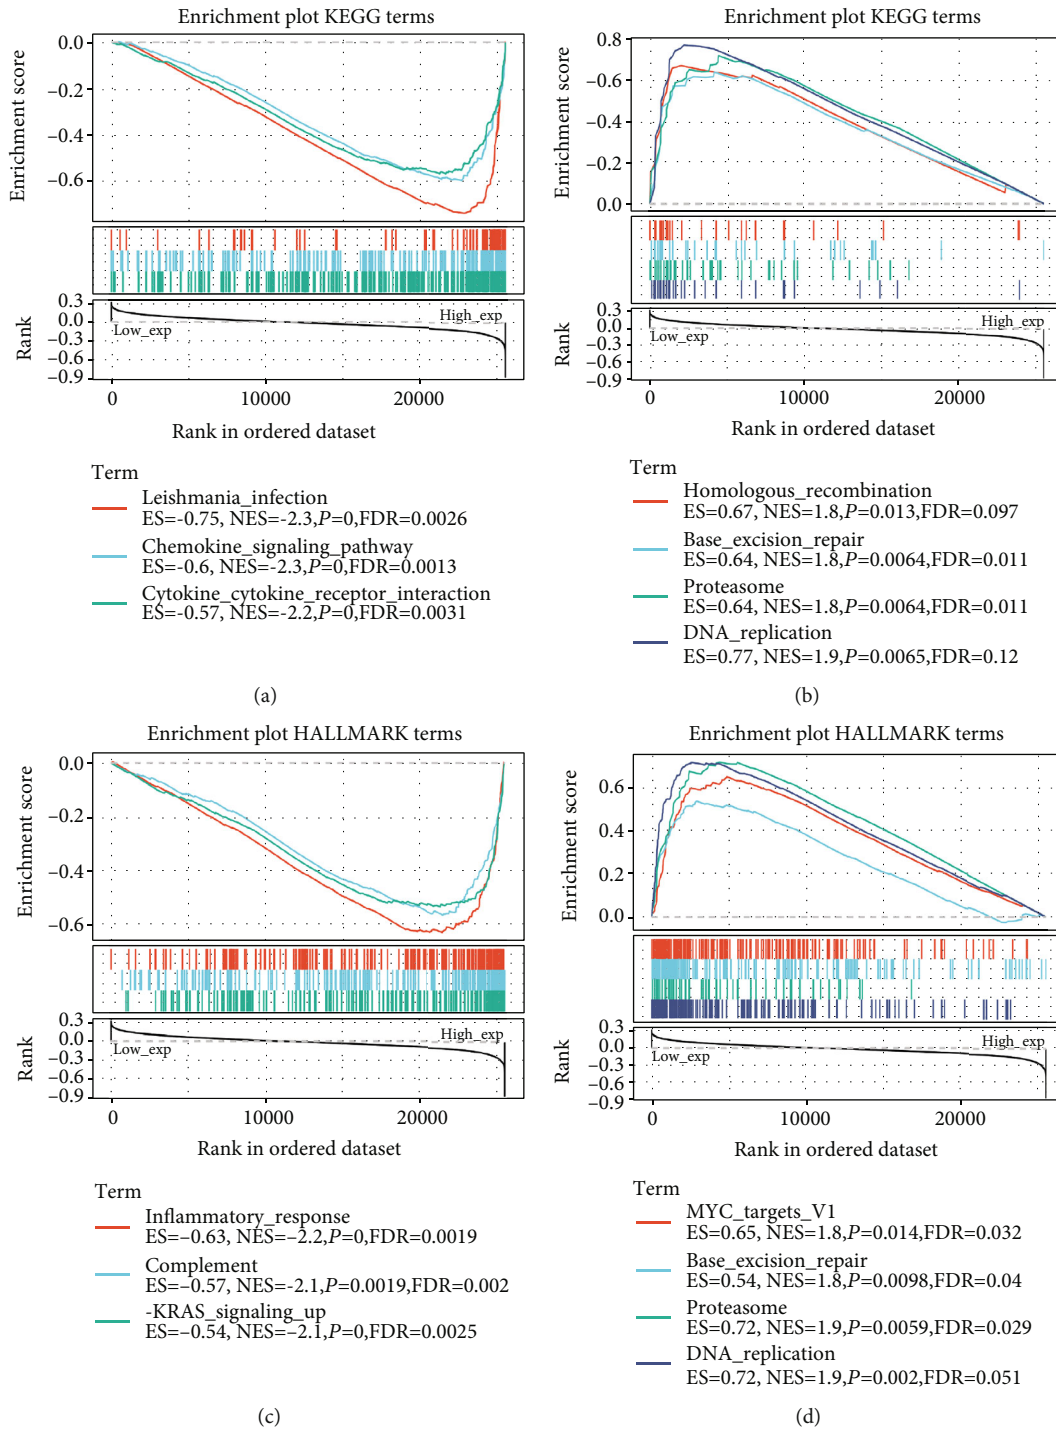 Enrichment plot KEGG terms
0.0
−0.2
−0.4
−0.6
Enrichment score
0.3
0.0
−0.3
−0.6
−0.9
Rank
Low_exp
High_exp
0
10000
20000
Rank in ordered dataset
Term
Leishmania_infection
ES=-0.75, NES=-2.3,P=0,FDR=0.0026
Chemokine_signaling_pathway
ES=-0.6, NES=-2.3,P=0,FDR=0.0013
Cytokine_cytokine_receptor_interaction
ES=-0.57, NES=-2.2,P=0,FDR=0.0031
(a)
Enrichment plot KEGG terms
0.8
−0.6
−0.4
−0.2
0.0
Enrichment score
0.3
0.0
−0.3
−0.6
−0.9
Rank
Low_exp
High_exp
0
10000
20000
Rank in ordered dataset
Term
Homologous_recombination
ES=0.67, NES=1.8,P=0.013,FDR=0.097
Base_excision_repair
ES=0.64, NES=1.8,P=0.0064,FDR=0.011
Proteasome
ES=0.64, NES=1.8,P=0.0064,FDR=0.011
DNA_replication
ES=0.77, NES=1.9,P=0.0065,FDR=0.12
(b)
Enrichment plot HALLMARK terms
0.0
−0.2
−0.4
−0.6
Enrichment score
0.3
0.0
−0.3
−0.6
−0.9
Rank
Low_exp
High_exp
0
10000
20000
Rank in ordered dataset
Term
Inflammatory_response
ES=−0.63, NES=−2.2,P=0,FDR=0.0019
Complement
ES=−0.57, NES=-2.1,P=0.0019,FDR=0.002
-KRAS_signaling_up
ES=−0.54, NES=−2.1,P=0,FDR=0.0025
(c)
Enrichment plot HALLMARK terms
0.6
0.4
0.2
0.0
Enrichment score
0.3
0.0
−0.3
−0.6
−0.9
Rank
Low_exp
High_exp
0
10000
20000
Rank in ordered dataset
Term
MYC_targets_V1
ES=0.65, NES=1.8,P=0.014,FDR=0.032
Base_excision_repair
ES=0.54, NES=1.8,P=0.0098,FDR=0.04
Proteasome
ES=0.72, NES=1.9,P=0.0059,FDR=0.029
DNA_replication
ES=0.72, NES=1.9,P=0.002,FDR=0.051
(d)